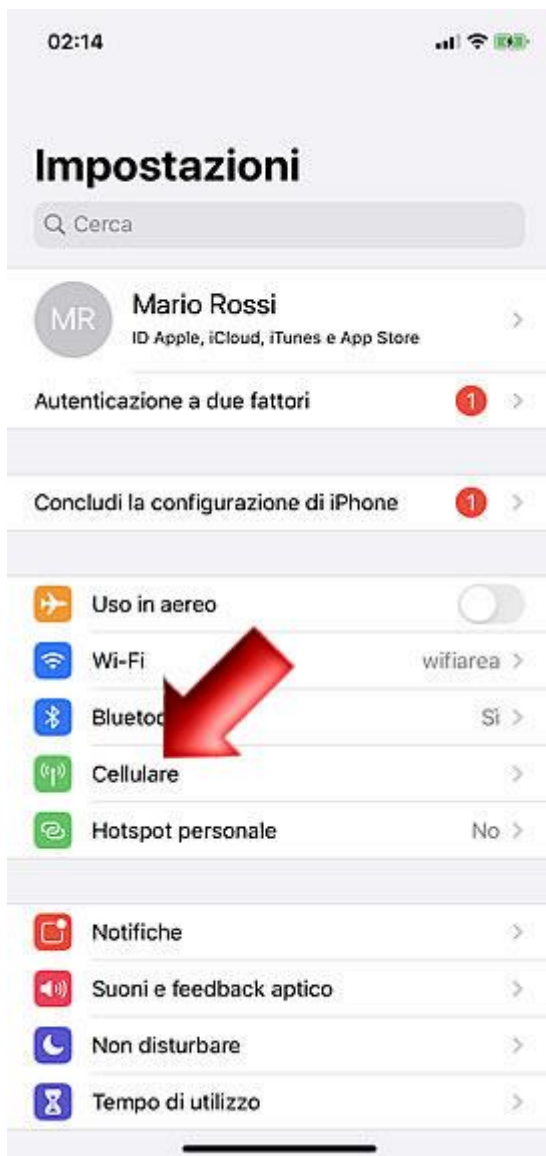 02:14
Impostazioni
Cerca
MR
Mario Rossi
ID Apple, iCloud, iTunes e App Store
Autenticazione a due fattori 1
Concludi la configurazione di iPhone 1
Uso in aereo
Wi-Fi wifiarea
Sì
Cellulare
Hotspot personale No
Notifiche
Suoni e feedback aptico
Non disturbare
Tempo di utilizzo